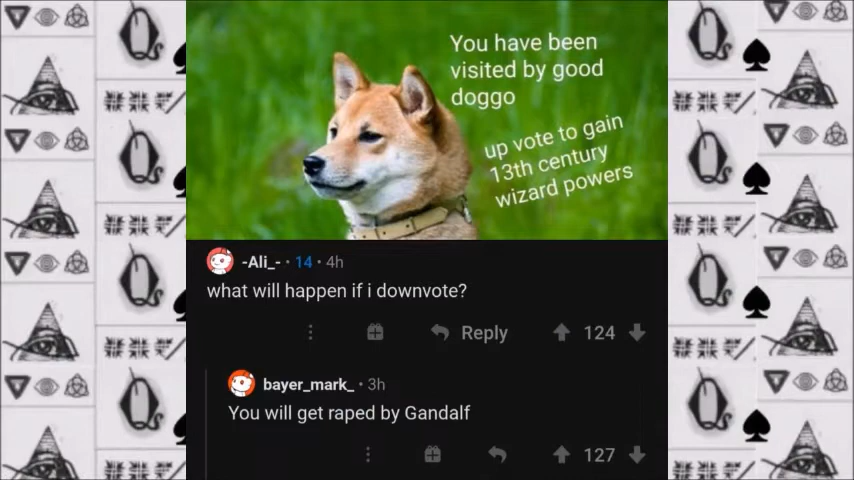 You have been
visited by good
doggo
up vote to gain
13th century
wizard powers
-Ali_- • 14 • 4h
what will happen if i downvote?
Reply
124
bayer_mark_ • 3h
You will get raped by Gandalf
127